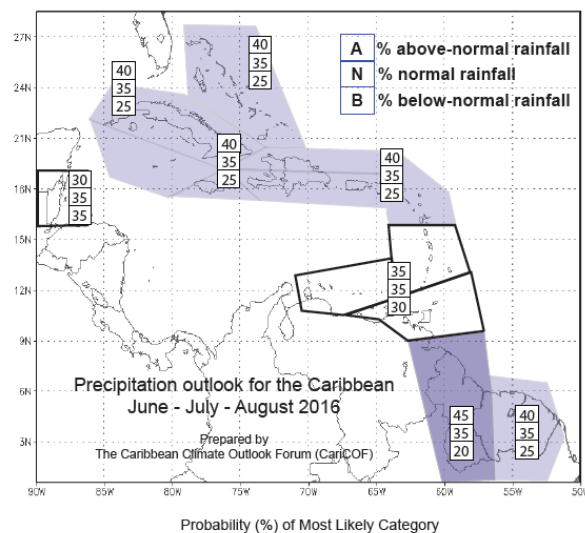 27N
24N
21N
18N
15N
12N
9N
6N
3N
90W 85W 80W 75W 70W 65W 60W 55W 50W
A % above-normal rainfall
N % normal rainfall
B % below-normal rainfall
40
35
25
40
35
25
40
35
25
40
35
25
30
35
35
35
35
30
45
35
20
40
35
25
Precipitation outlook for the Caribbean
June - July - August 2016
Prepared by
The Caribbean Climate Outlook Forum (CariCOF)
Probability (%) of Most Likely Category